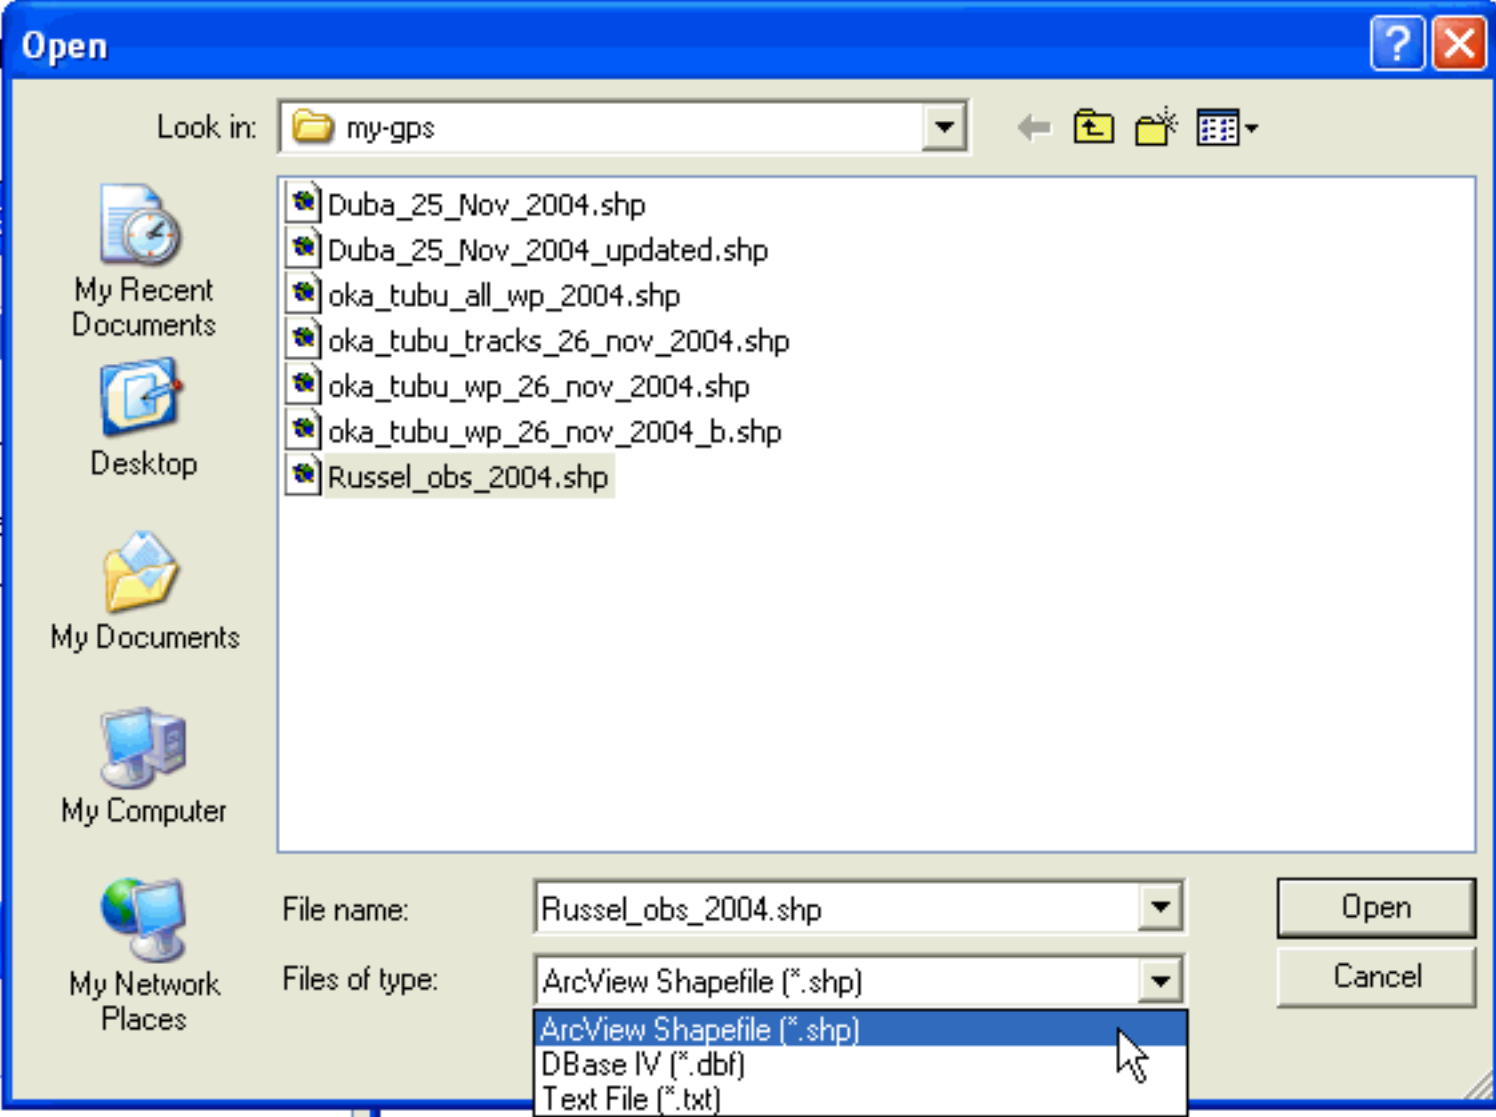 Open
Look in: my-gps
Duba_25_Nov_2004.shp
Duba_25_Nov_2004_updated.shp
oka_tubu_all_wp_2004.shp
oka_tubu_tracks_26_nov_2004.shp
oka_tubu_wp_26_nov_2004.shp
oka_tubu_wp_26_nov_2004_b.shp
Russel_obs_2004.shp
My Recent
Documents
Desktop
My Documents
My Computer
My Network
Places
File name: Russel_obs_2004.shp Open
Files of type: ArcView Shapefile (*.shp) Cancel
ArcView Shapefile (*.shp)
DBase IV (*.dbf)
Text File (*.txt)